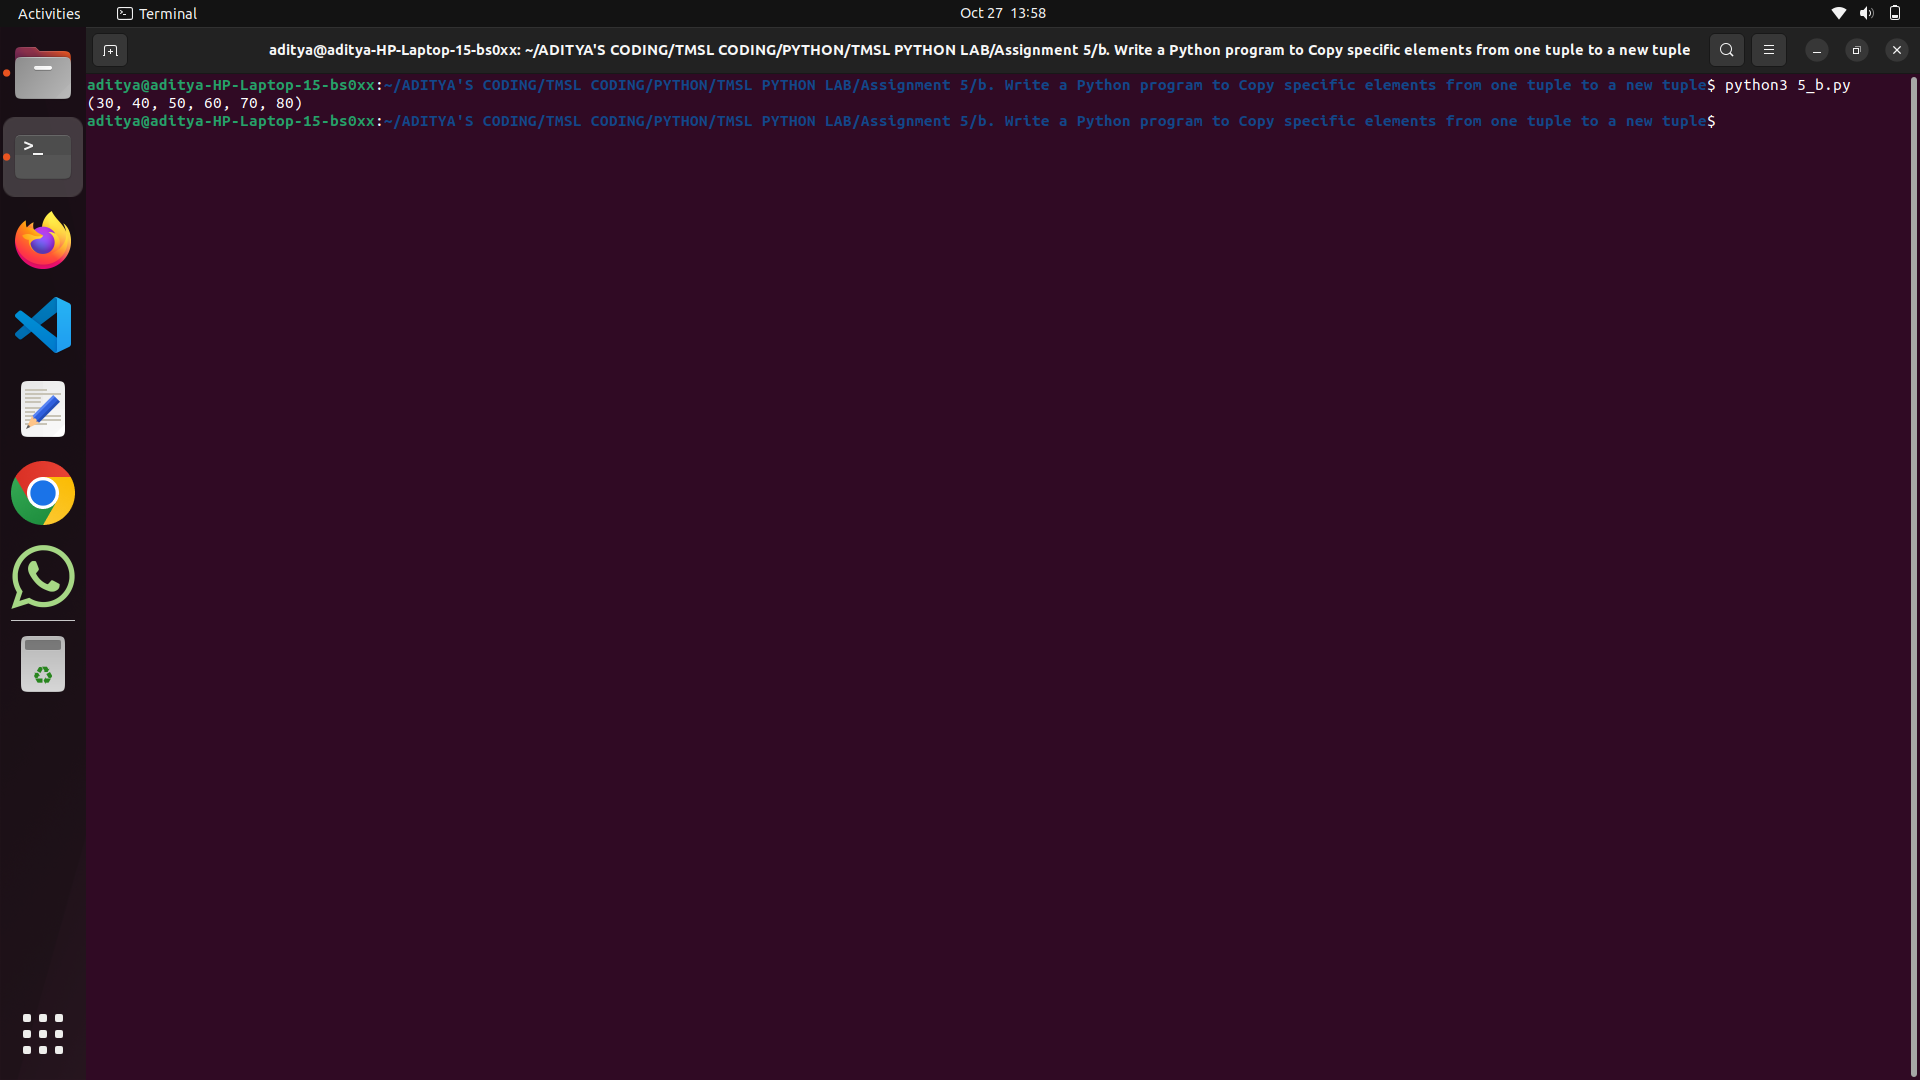 Activities Terminal Oct 27 13:58
aditya@aditya-HP-Laptop-15-bs0xx: ~/ADITYA'S CODING/TMSL CODING/PYTHON/TMSL PYTHON LAB/Assignment 5/b. Write a Python program to Copy specific elements from one tuple to a new tuple
aditya@aditya-HP-Laptop-15-bs0xx:~/ADITYA'S CODING/TMSL CODING/PYTHON/TMSL PYTHON LAB/Assignment 5/b. Write a Python program to Copy specific elements from one tuple to a new tuple$ python3 5_b.py
(30, 40, 50, 60, 70, 80)
aditya@aditya-HP-Laptop-15-bs0xx:~/ADITYA'S CODING/TMSL CODING/PYTHON/TMSL PYTHON LAB/Assignment 5/b. Write a Python program to Copy specific elements from one tuple to a new tuple$
>_